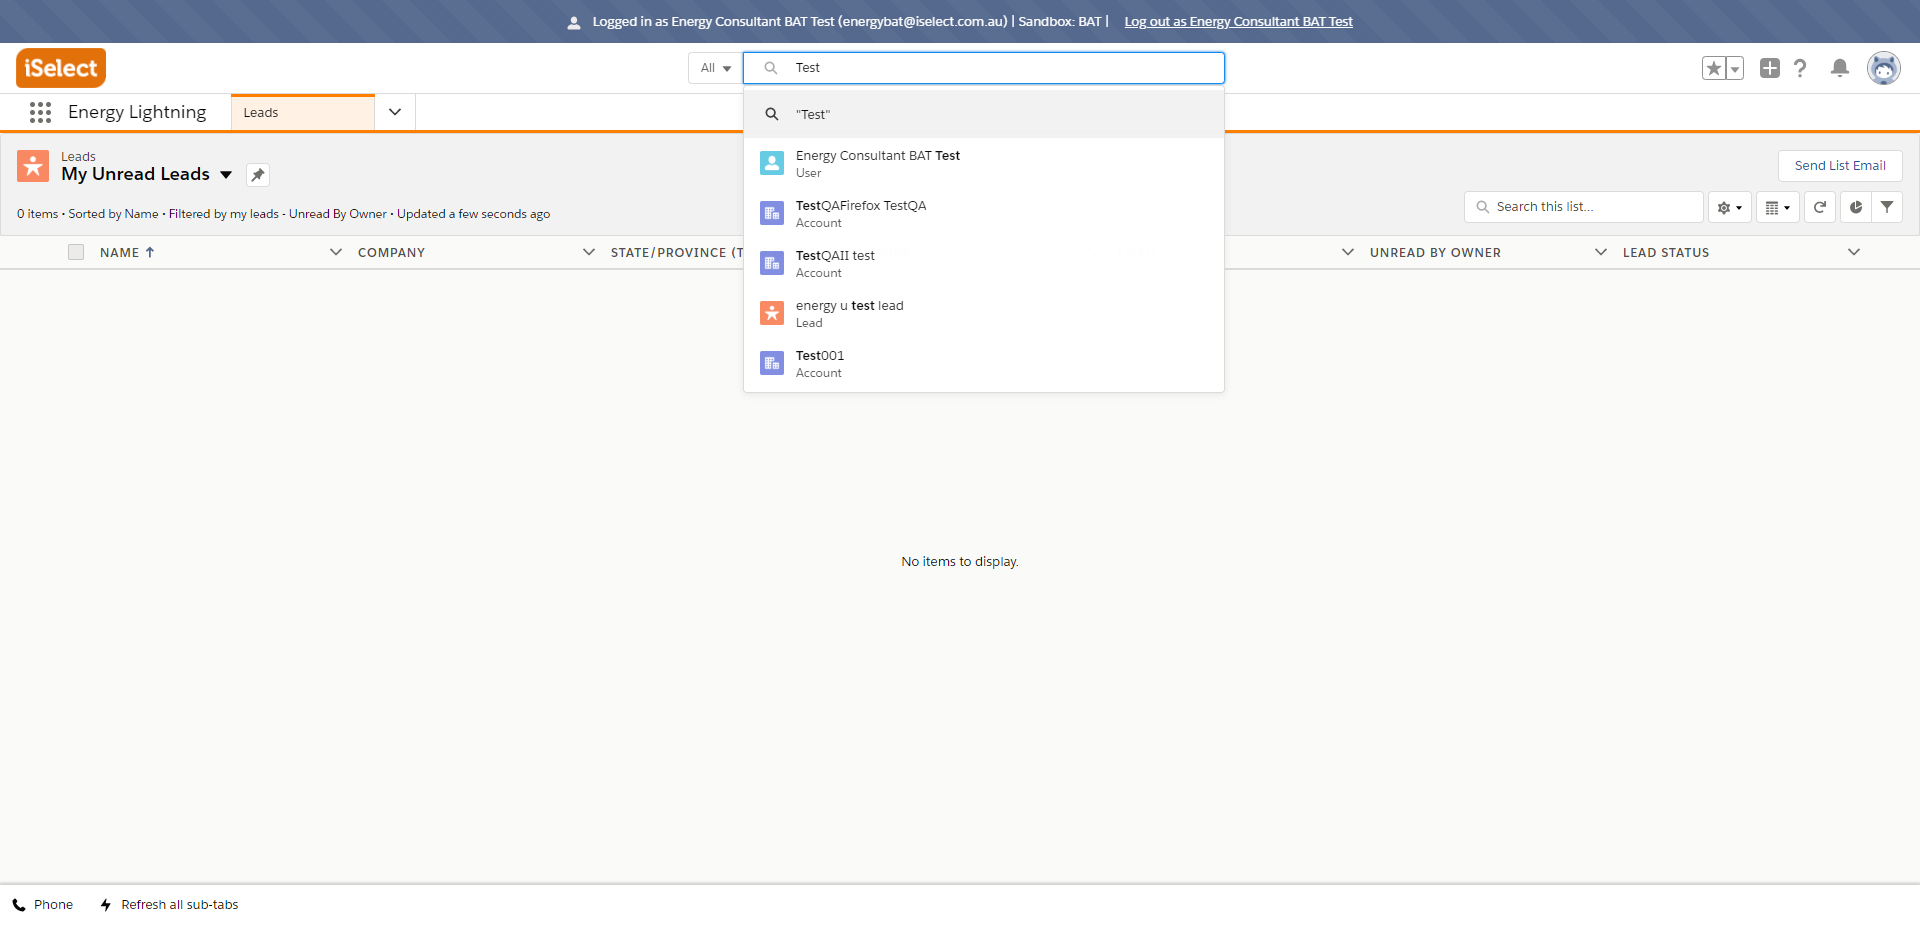 Logged in as Energy Consultant BAT Test (energybat@iselect.com.au) | Sandbox: BAT | Log out as Energy Consultant BAT Test
iSelect
All
Test
Energy Lightning
Leads
"Test"
Energy Consultant BAT Test
User
TestQAFirefox TestQA
Account
TestQAII test
Account
energy u test lead
Lead
Test001
Account
Leads
My Unread Leads
Send List Email
0 items • Sorted by Name • Filtered by my leads - Unread By Owner • Updated a few seconds ago
Search this list...
NAME COMPANY STATE/PROVINCE (T UNREAD BY OWNER LEAD STATUS
No items to display.
Phone Refresh all sub-tabs